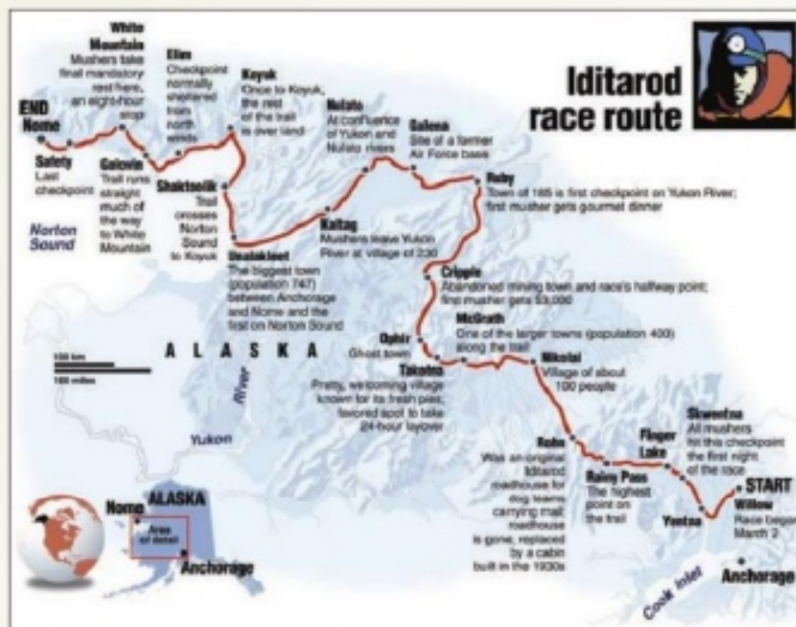 Iditarod
race route
END
Nome
Safety
Last
checkpoint
White
Mountain
Mushers take
final mandatory
rest here,
an eight-hour
stop
Golovin
Trail runs
straight
much of
the way
to White
Mountain
Elim
Checkpoint
normally
sheltered
from
north
winds
Koyuk
Once to Koyuk,
the rest
of the trail
is over land
Shaktoolik
Trail
crosses
Norton
Sound
to Koyuk
Norton
Sound
Unalakleet
The biggest town
(population 747)
between Anchorage
and Nome and the
first on Norton Sound
Kaltag
Mushers leave Yukon
River at village of 230
Nulato
At confluence
of Yukon and
Nulato rivers
Galena
Site of a former
Air Force base
Ruby
Town of 185 is first checkpoint on Yukon River;
first musher gets gourmet dinner
Cripple
Abandoned mining town and race's halfway point;
first musher gets $3,000
McGrath
One of the larger towns (population 400)
along the trail
Ophir
Ghost town
Takotna
Pretty, welcoming village
known for its fresh pies;
favored spot to take
24-hour layover
Nikolai
Village of about
100 people
Rohn
Was an original
Iditarod
roadhouse for
dog teams
carrying mail;
roadhouse
is gone, replaced
by a cabin
built in the 1930s
Rainy Pass
The highest
point on
the trail
Finger
Lake
Skwentna
All mushers
hit this checkpoint
the first night
of the race
Yentna
START
Willow
Race began
March 2
Anchorage
Cook Inlet
ALASKA
100 km
100 miles
Yukon
River
Nome
ALASKA
Area
of detail
Anchorage